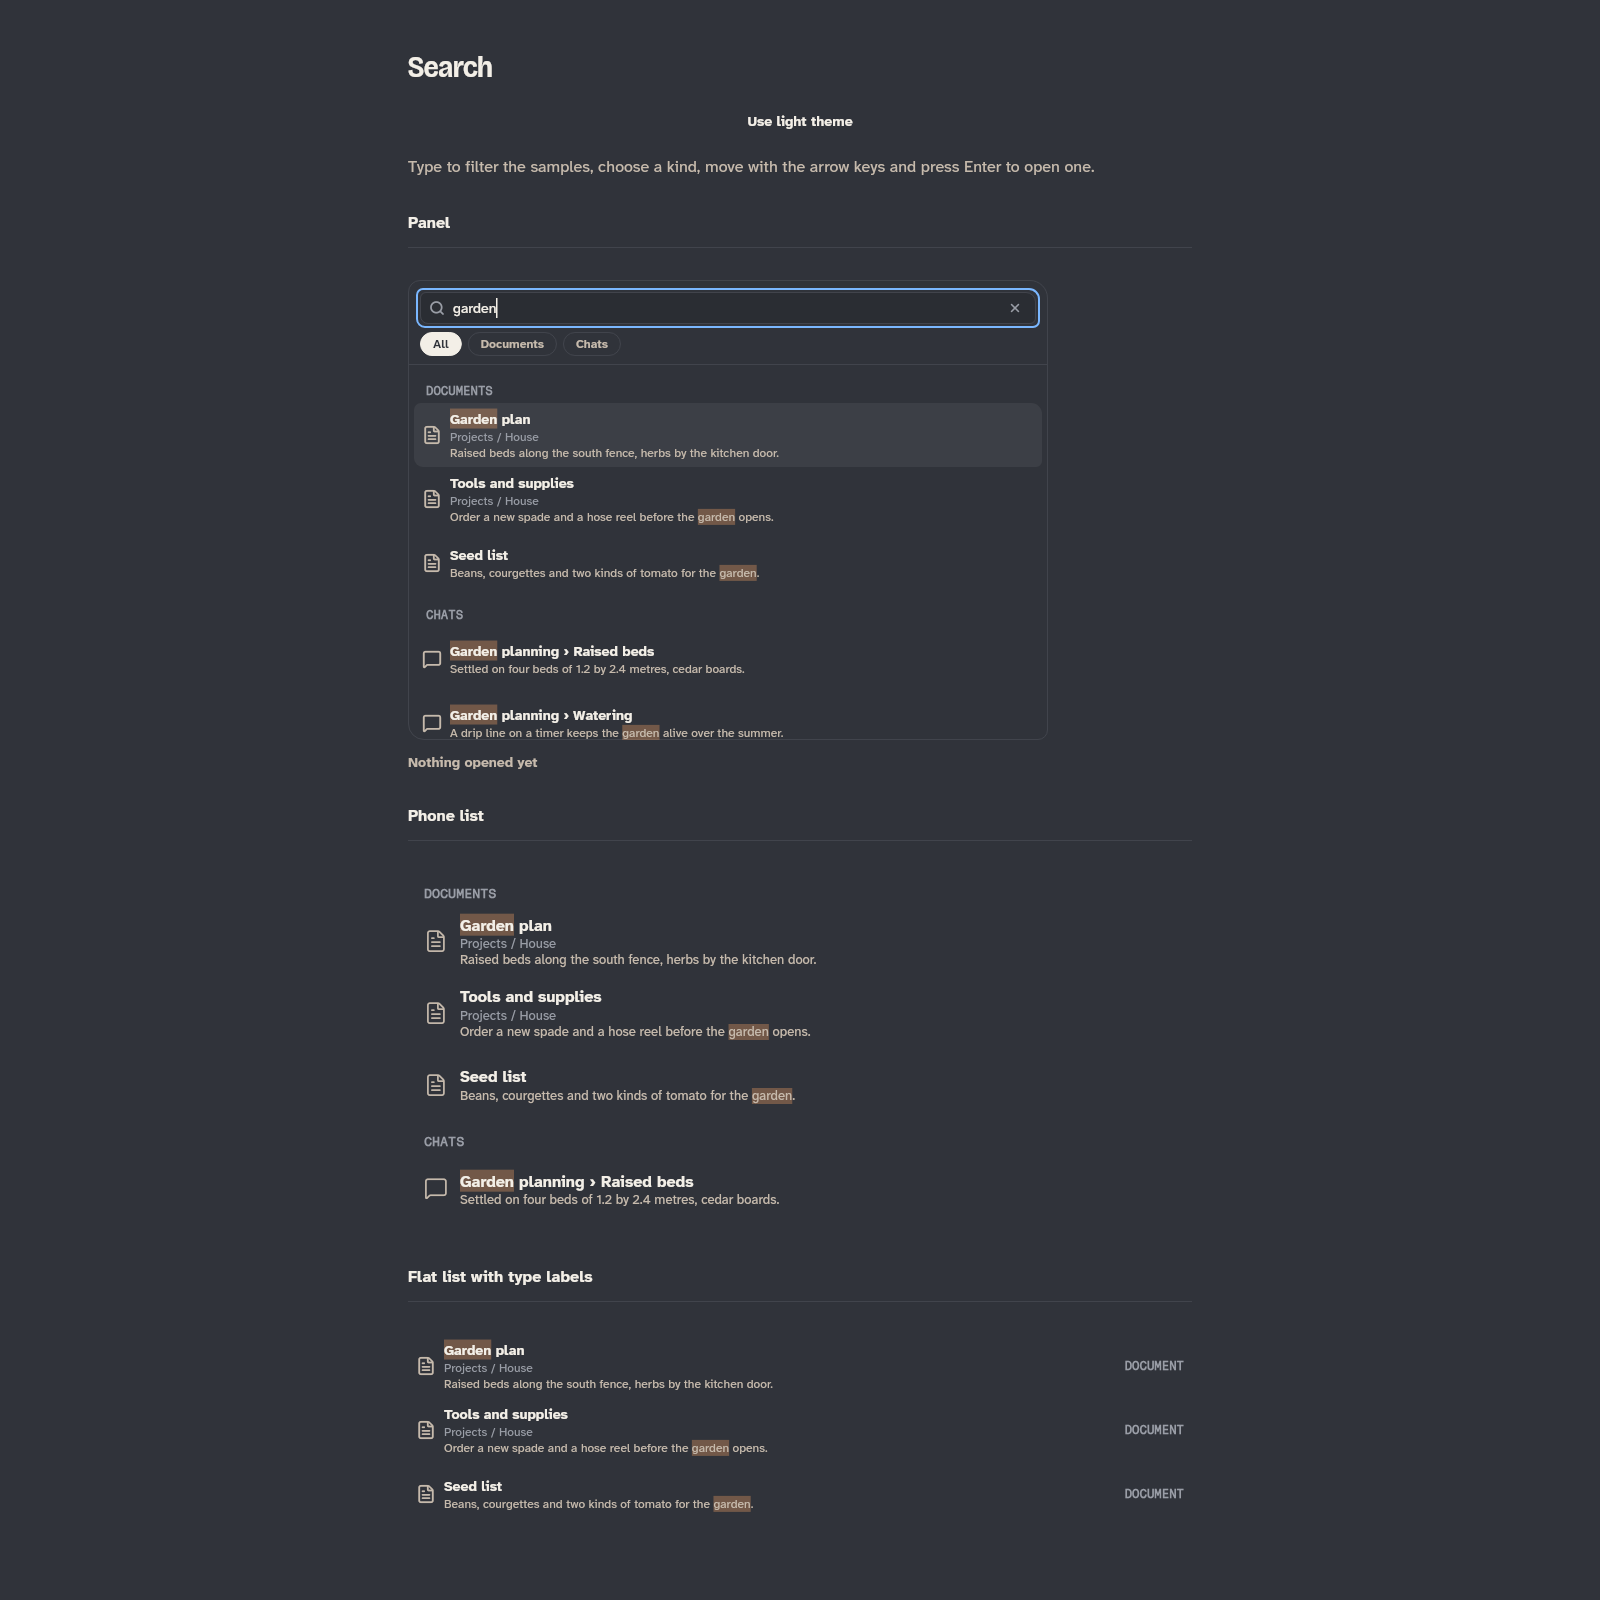 Search
Use light theme
Type to filter the samples, choose a kind, move with the arrow keys and press Enter to open one.
Panel
garden
All Documents Chats
DOCUMENTS
Garden plan
Projects / House
Raised beds along the south fence, herbs by the kitchen door.
Tools and supplies
Projects / House
Order a new spade and a hose reel before the garden opens.
Seed list
Beans, courgettes and two kinds of tomato for the garden.
CHATS
Garden planning › Raised beds
Settled on four beds of 1.2 by 2.4 metres, cedar boards.
Garden planning › Watering
A drip line on a timer keeps the garden alive over the summer.
Nothing opened yet
Phone list
DOCUMENTS
Garden plan
Projects / House
Raised beds along the south fence, herbs by the kitchen door.
Tools and supplies
Projects / House
Order a new spade and a hose reel before the garden opens.
Seed list
Beans, courgettes and two kinds of tomato for the garden.
CHATS
Garden planning › Raised beds
Settled on four beds of 1.2 by 2.4 metres, cedar boards.
Flat list with type labels
Garden plan
Projects / House
DOCUMENT
Raised beds along the south fence, herbs by the kitchen door.
Tools and supplies
Projects / House
DOCUMENT
Order a new spade and a hose reel before the garden opens.
Seed list
DOCUMENT
Beans, courgettes and two kinds of tomato for the garden.